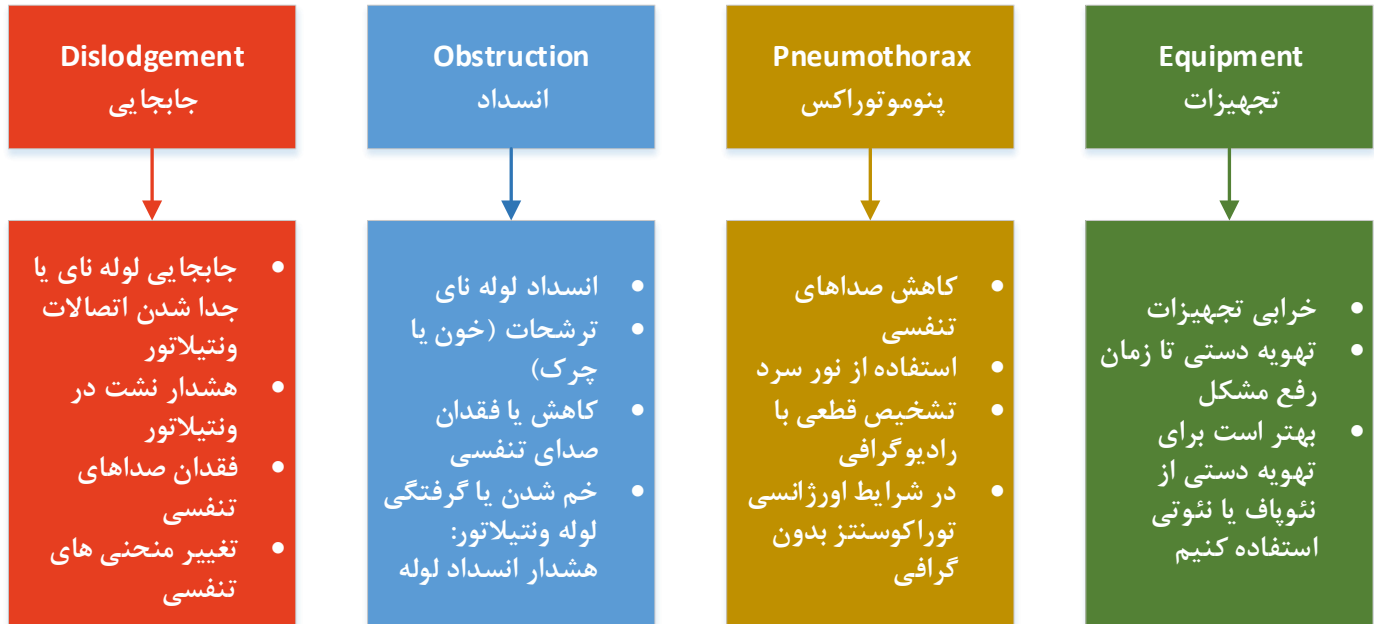 Dislodgement
جابجایی
• جابجایی لوله نای یا
جدا شدن اتصالات
ونتیلاتور
• هشدار نشت در
ونتیلاتور
• فقدان صداهای
تنفسی
• تغییر منحنی های
تنفسی
Obstruction
انسداد
• انسداد لوله نای
• ترشحات (خون یا
چرک)
• کاهش یا فقدان
صدای تنفسی
• خم شدن یا گرفتگی
لوله ونتیلاتور:
هشدار انسداد لوله
Pneumothorax
پنوموتوراکس
• کاهش صداهای
تنفسی
• استفاده از نور سرد
• تشخیص قطعی با
رادیوگرافی
• در شرایط اورژانسی
توراکوسنتز بدون
گرافی
Equipment
تجهیزات
• خرابی تجهیزات
• تهویه دستی تا زمان
رفع مشکل
• بهتر است برای
تهویه دستی از
نئوپاف یا نئوتی
استفاده کنیم